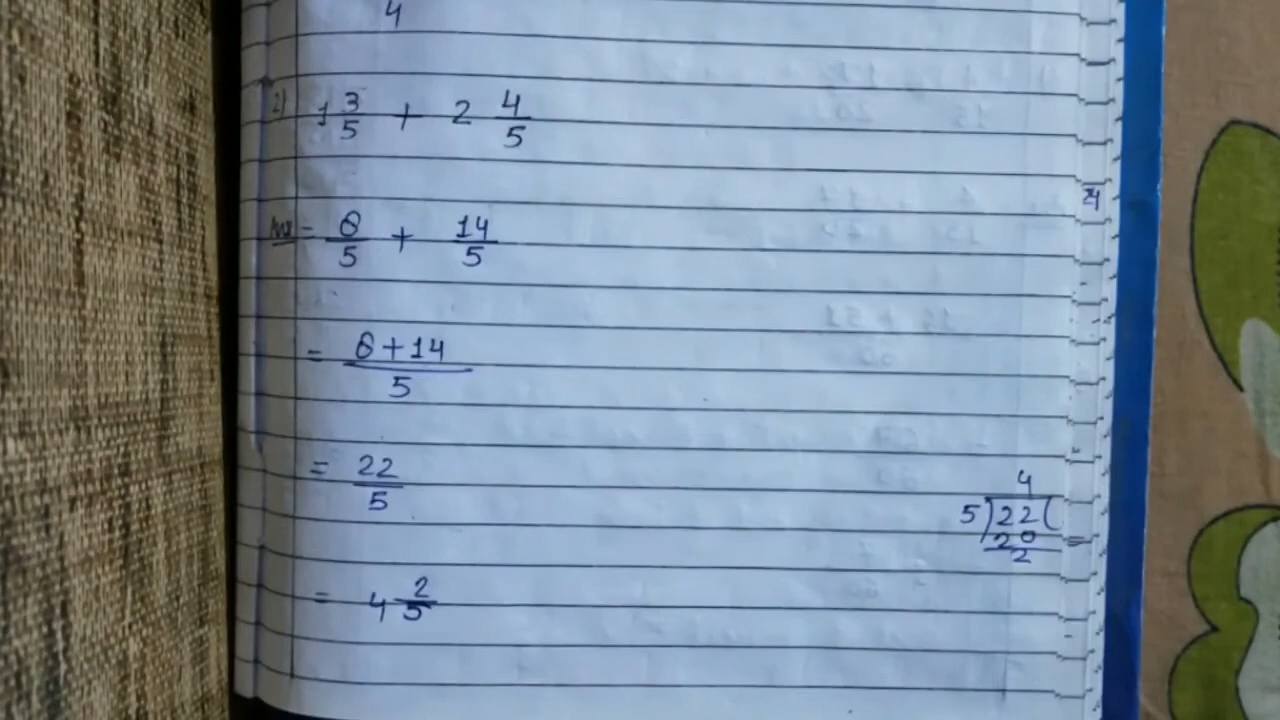 4
2) 1 3/5 + 2 4/5
Ans = 8/5 + 14/5
= 8+14/5
= 22/5
4
5)22(
20
2
= 4 2/5